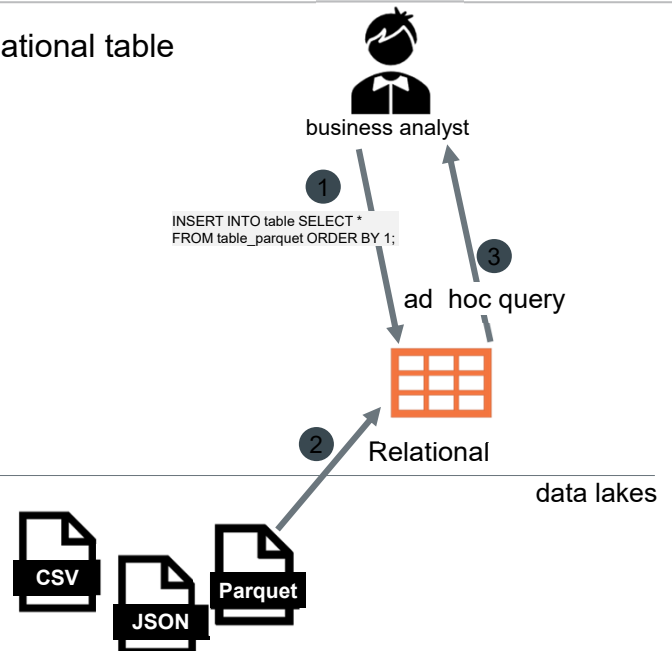 ational table
business analyst
1
INSERT INTO table SELECT *
FROM table_parquet ORDER BY 1;
3
ad hoc query
2
Relational
data lakes
CSV
JSON
Parquet